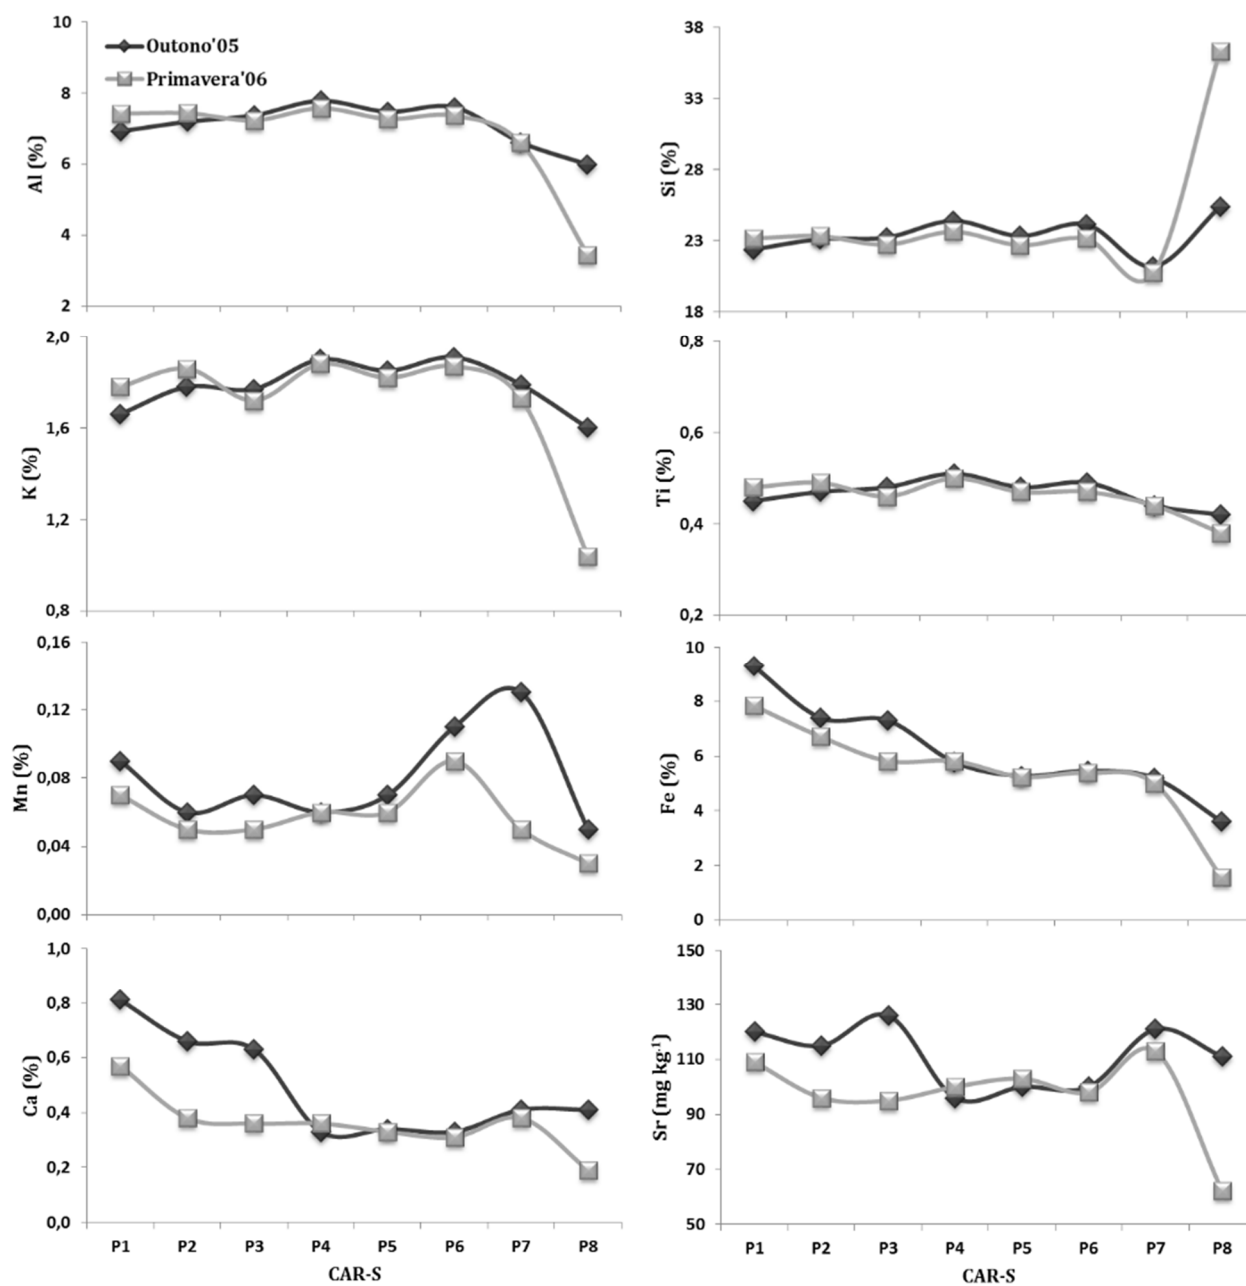 10
8
6
4
2
Al (%)
Outono'05
Primavera'06
38
33
28
23
18
Si (%)
2,0
1,6
1,2
0,8
K (%)
0,8
0,6
0,4
0,2
Ti (%)
0,16
0,12
0,08
0,04
0,00
Mn (%)
10
8
6
4
2
0
Fe (%)
1,0
0,8
0,6
0,4
0,2
0,0
Ca (%)
P1 P2 P3 P4 P5 P6 P7 P8
CAR-S
150
130
110
90
70
50
Sr (mg kg-1)
P1 P2 P3 P4 P5 P6 P7 P8
CAR-S